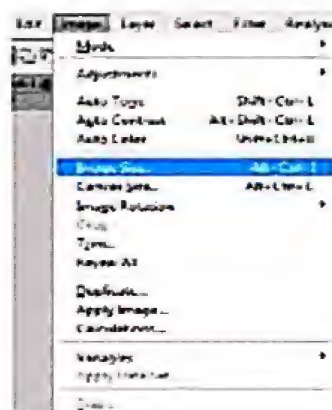 Edit Image Layer Select Filter Analysis
Mode
Adjustments
Auto Tone Shift+Ctrl+L
Auto Contrast Alt+Shift+Ctrl+L
Auto Color Shift+Ctrl+B
Image Size... Alt+Ctrl+I
Canvas Size... Alt+Ctrl+C
Image Rotation
Crop
Trim...
Reveal All
Duplicate...
Apply Image...
Calculations...
Variables
Apply Data Set...